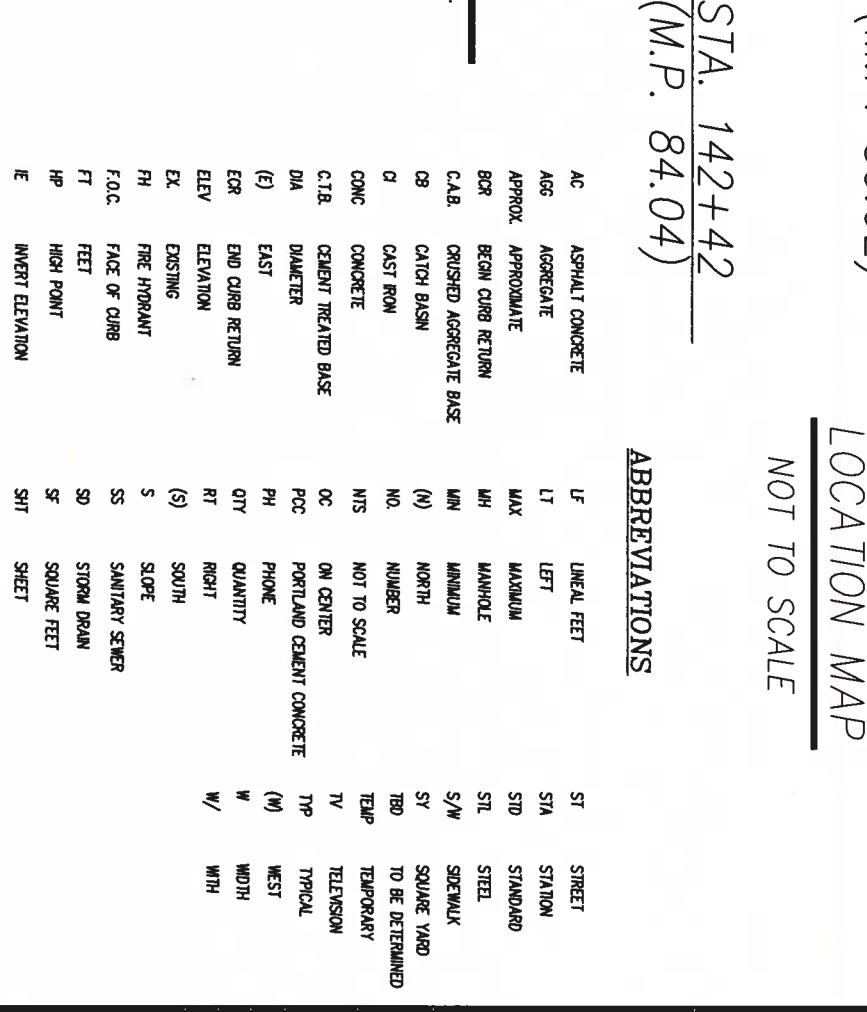 LOCATION MAP
NOT TO SCALE
STA. 142+42
(M.P. 84.04)
ABBREVIATIONS
AC ASPHALT CONCRETE
AGG AGGREGATE
APPROX. APPROXIMATE
BCR BEGIN CURB RETURN
C.A.B. CRUSHED AGGREGATE BASE
CB CATCH BASIN
CI CAST IRON
CONC CONCRETE
C.T.B. CEMENT TREATED BASE
DIA DIAMETER
(E) EAST
ECR END CURB RETURN
ELEV ELEVATION
EX. EXISTING
FH FIRE HYDRANT
F.O.C. FACE OF CURB
FT FEET
HP HIGH POINT
IE INVERT ELEVATION
LF LINEAL FEET
LT LEFT
MAX MAXIMUM
MH MANHOLE
MIN MINIMUM
(N) NORTH
NO. NUMBER
NTS NOT TO SCALE
OC ON CENTER
PCC PORTLAND CEMENT CONCRETE
PH PHONE
QTY QUANTITY
RT RIGHT
(S) SOUTH
S SLOPE
SS SANITARY SEWER
SD STORM DRAIN
SF SQUARE FEET
SHT SHEET
ST STREET
STA STATION
STD STANDARD
STL STEEL
S/W SIDEWALK
SY SQUARE YARD
TBD TO BE DETERMINED
TEMP TEMPORARY
TV TELEVISION
TYP TYPICAL
(W) WEST
W WIDTH
W/ WITH